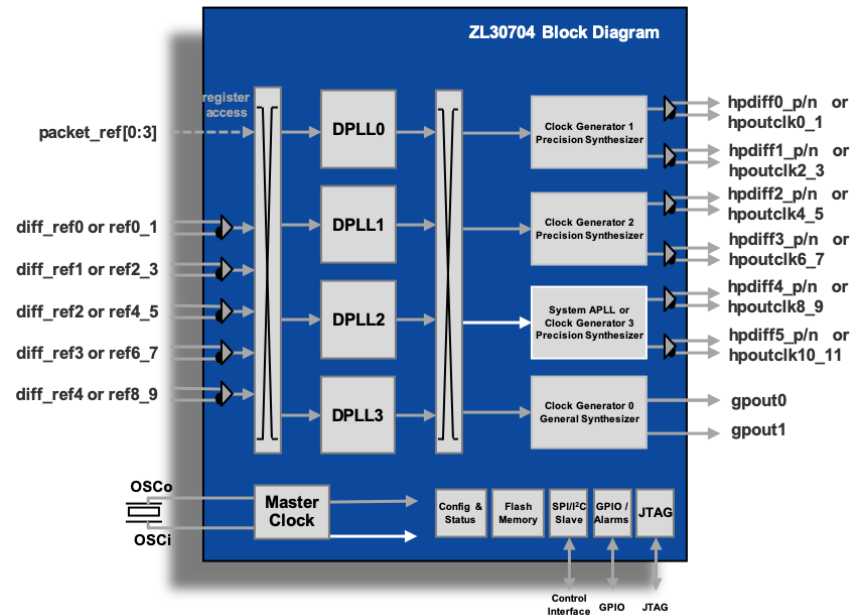 ZL30704 Block Diagram
register
access
packet_ref[0:3]
diff_ref0 or ref0_1
diff_ref1 or ref2_3
diff_ref2 or ref4_5
diff_ref3 or ref6_7
diff_ref4 or ref8_9
DPLL0
DPLL1
DPLL2
DPLL3
Clock Generator 1
Precision Synthesizer
Clock Generator 2
Precision Synthesizer
System APLL or
Clock Generator 3
Precision Synthesizer
Clock Generator 0
General Synthesizer
hpdiff0_p/n or
hpoutclk0_1
hpdiff1_p/n or
hpoutclk2_3
hpdiff2_p/n or
hpoutclk4_5
hpdiff3_p/n or
hpoutclk6_7
hpdiff4_p/n or
hpoutclk8_9
hpdiff5_p/n or
hpoutclk10_11
gpout0
gpout1
OSCo
OSCi
Master
Clock
Config &
Status
Flash
Memory
SPI/I²C
Slave
GPIO /
Alarms
JTAG
Control
Interface
GPIO
JTAG